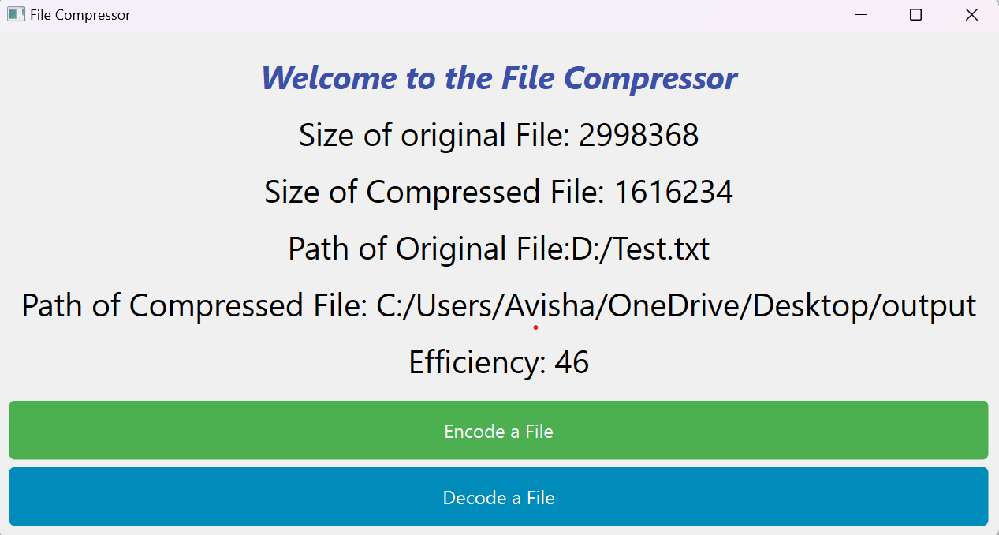 File Compressor
Welcome to the File Compressor
Size of original File: 2998368
Size of Compressed File: 1616234
Path of Original File:D:/Test.txt
Path of Compressed File: C:/Users/Avisha/OneDrive/Desktop/output
Efficiency: 46
Encode a File
Decode a File